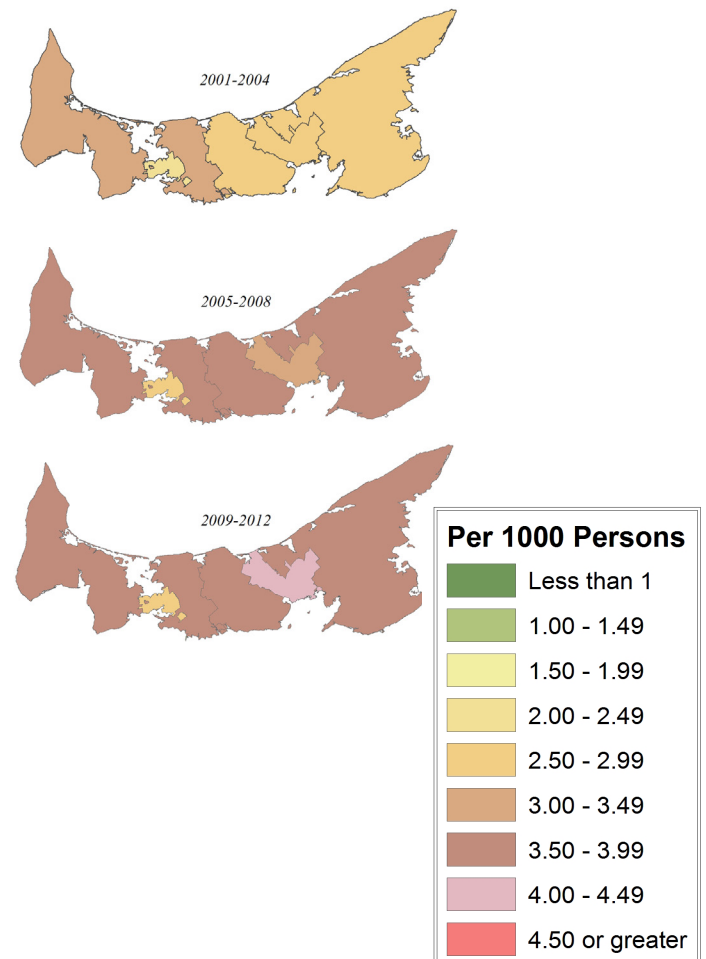 2001-2004
2005-2008
2009-2012
Per 1000 Persons
Less than 1
1.00 - 1.49
1.50 - 1.99
2.00 - 2.49
2.50 - 2.99
3.00 - 3.49
3.50 - 3.99
4.00 - 4.49
4.50 or greater